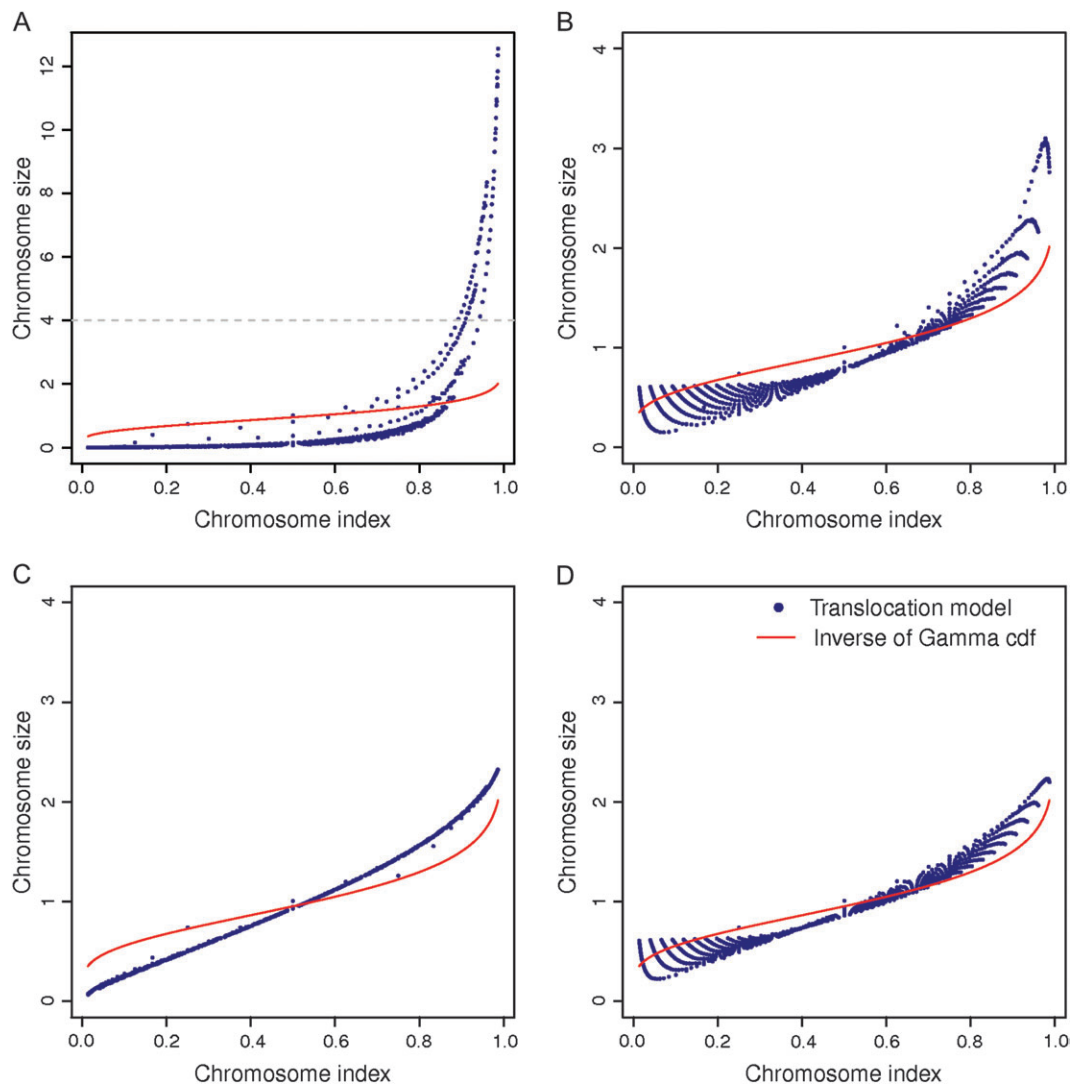 A
Chromosome size
12
10
8
6
4
2
0
0.0 0.2 0.4 0.6 0.8 1.0
Chromosome index
B
Chromosome size
4
3
2
1
0
0.0 0.2 0.4 0.6 0.8 1.0
Chromosome index
C
Chromosome size
4
3
2
1
0
0.0 0.2 0.4 0.6 0.8 1.0
Chromosome index
D
Translocation model
Inverse of Gamma cdf
Chromosome size
4
3
2
1
0
0.0 0.2 0.4 0.6 0.8 1.0
Chromosome index